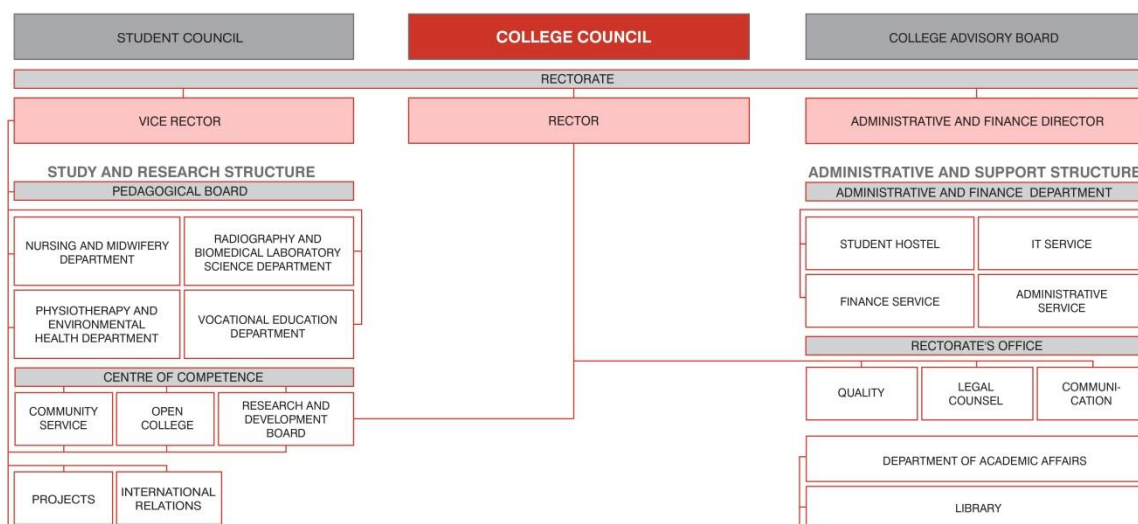 STUDENT COUNCIL
COLLEGE COUNCIL
COLLEGE ADVISORY BOARD
RECTORATE
VICE RECTOR
RECTOR
ADMINISTRATIVE AND FINANCE DIRECTOR
STUDY AND RESEARCH STRUCTURE
PEDAGOGICAL BOARD
NURSING AND MIDWIFERY
DEPARTMENT
RADIOGRAPHY AND
BIOMEDICAL LABORATORY
SCIENCE DEPARTMENT
PHYSIOTHERAPY AND
ENVIRONMENTAL
HEALTH DEPARTMENT
VOCATIONAL EDUCATION
DEPARTMENT
CENTRE OF COMPETENCE
COMMUNITY
SERVICE
OPEN
COLLEGE
RESEARCH AND
DEVELOPMENT
BOARD
PROJECTS
INTERNATIONAL
RELATIONS
ADMINISTRATIVE AND SUPPORT STRUCTURE
ADMINISTRATIVE AND FINANCE DEPARTMENT
STUDENT HOSTEL
IT SERVICE
FINANCE SERVICE
ADMINISTRATIVE
SERVICE
RECTORATE'S OFFICE
QUALITY
LEGAL
COUNSEL
COMMUNI-
CATION
DEPARTMENT OF ACADEMIC AFFAIRS
LIBRARY